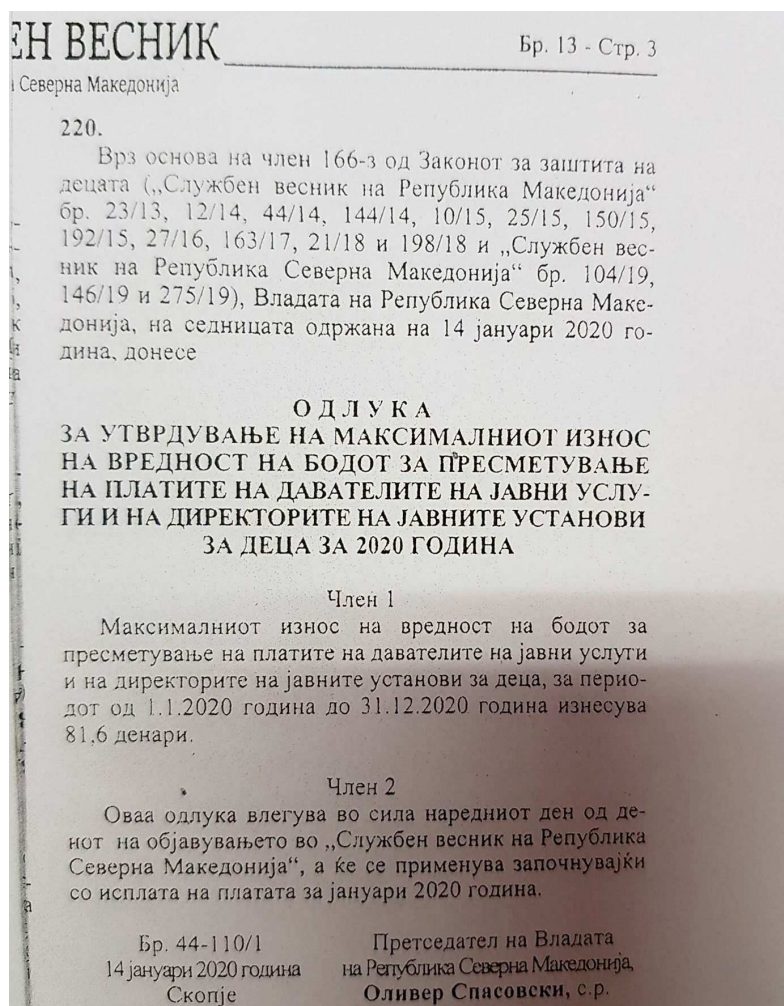 ЕН ВЕСНИК
Бр. 13 - Стр. 3
Северна Македонија
220.
Врз основа на член 166-з од Законот за заштита на
децата („Службен весник на Република Македонија“
бр. 23/13, 12/14, 44/14, 144/14, 10/15, 25/15, 150/15,
192/15, 27/16, 163/17, 21/18 и 198/18 и „Службен вес-
ник на Република Северна Македонија“ бр. 104/19,
146/19 и 275/19), Владата на Република Северна Маке-
донија, на седницата одржана на 14 јануари 2020 го-
дина, донесе
О Д Л У К А
ЗА УТВРДУВАЊЕ НА МАКСИМАЛНИОТ ИЗНОС
НА ВРЕДНОСТ НА БОДОТ ЗА ПРЕСМЕТУВАЊЕ
НА ПЛАТИТЕ НА ДАВАТЕЛИТЕ НА ЈАВНИ УСЛУ-
ГИ И НА ДИРЕКТОРИТЕ НА ЈАВНИТЕ УСТАНОВИ
ЗА ДЕЦА ЗА 2020 ГОДИНА
Член 1
Максималниот износ на вредност на бодот за
пресметување на платите на давателите на јавни услуги
и на директорите на јавните установи за деца, за перио-
дот од 1.1.2020 година до 31.12.2020 година изнесува
81,6 денари.
Член 2
Оваа одлука влегува во сила наредниот ден од де-
нот на објавувањето во „Службен весник на Република
Северна Македонија“, а ќе се применува започнувајќи
со исплата на платата за јануари 2020 година.
Бр. 44-110/1
14 јануари 2020 година
Скопје
Претседател на Владата
на Република Северна Македонија,
Оливер Спасовски, с.р.